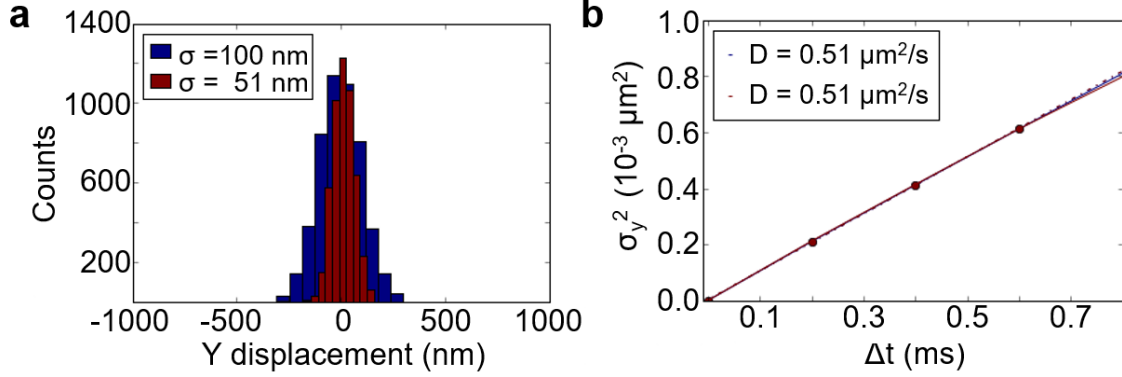 a
1400
1000
600
200
Counts
σ =100 nm
σ = 51 nm
-1000 -500 0 500 1000
Y displacement (nm)
b
1.0
0.8
0.6
0.4
0.2
0.0
σy² (10⁻³ μm²)
D = 0.51 μm²/s
D = 0.51 μm²/s
0.1 0.3 0.5 0.7
Δt (ms)